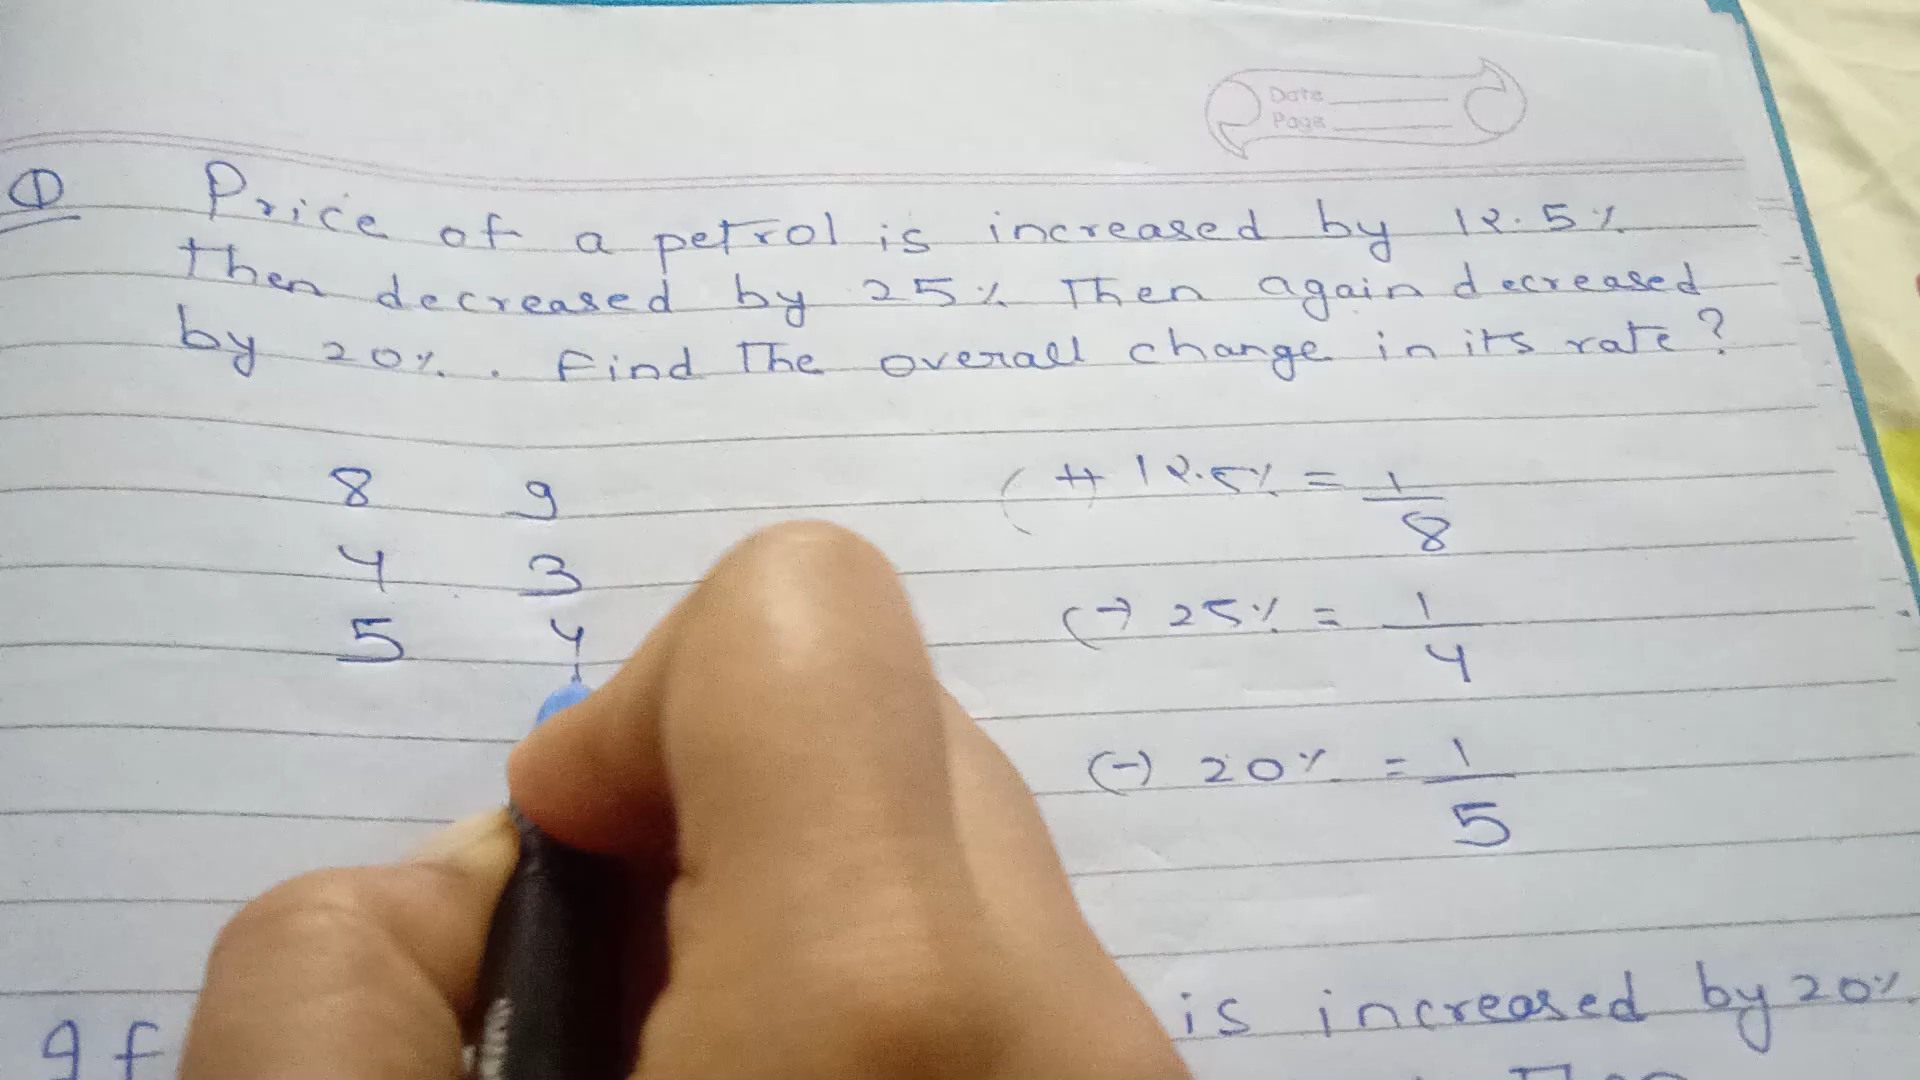 Date
Page
① Price of a petrol is increased by 12.5%
then decreased by 25% Then again decreased
by 20%. Find The overall change in its rate?
8 9 (+) 12.5% = 1/8
4 3 (-) 25% = 1/4
5 4 (-) 20% = 1/5
If is increased by 20%